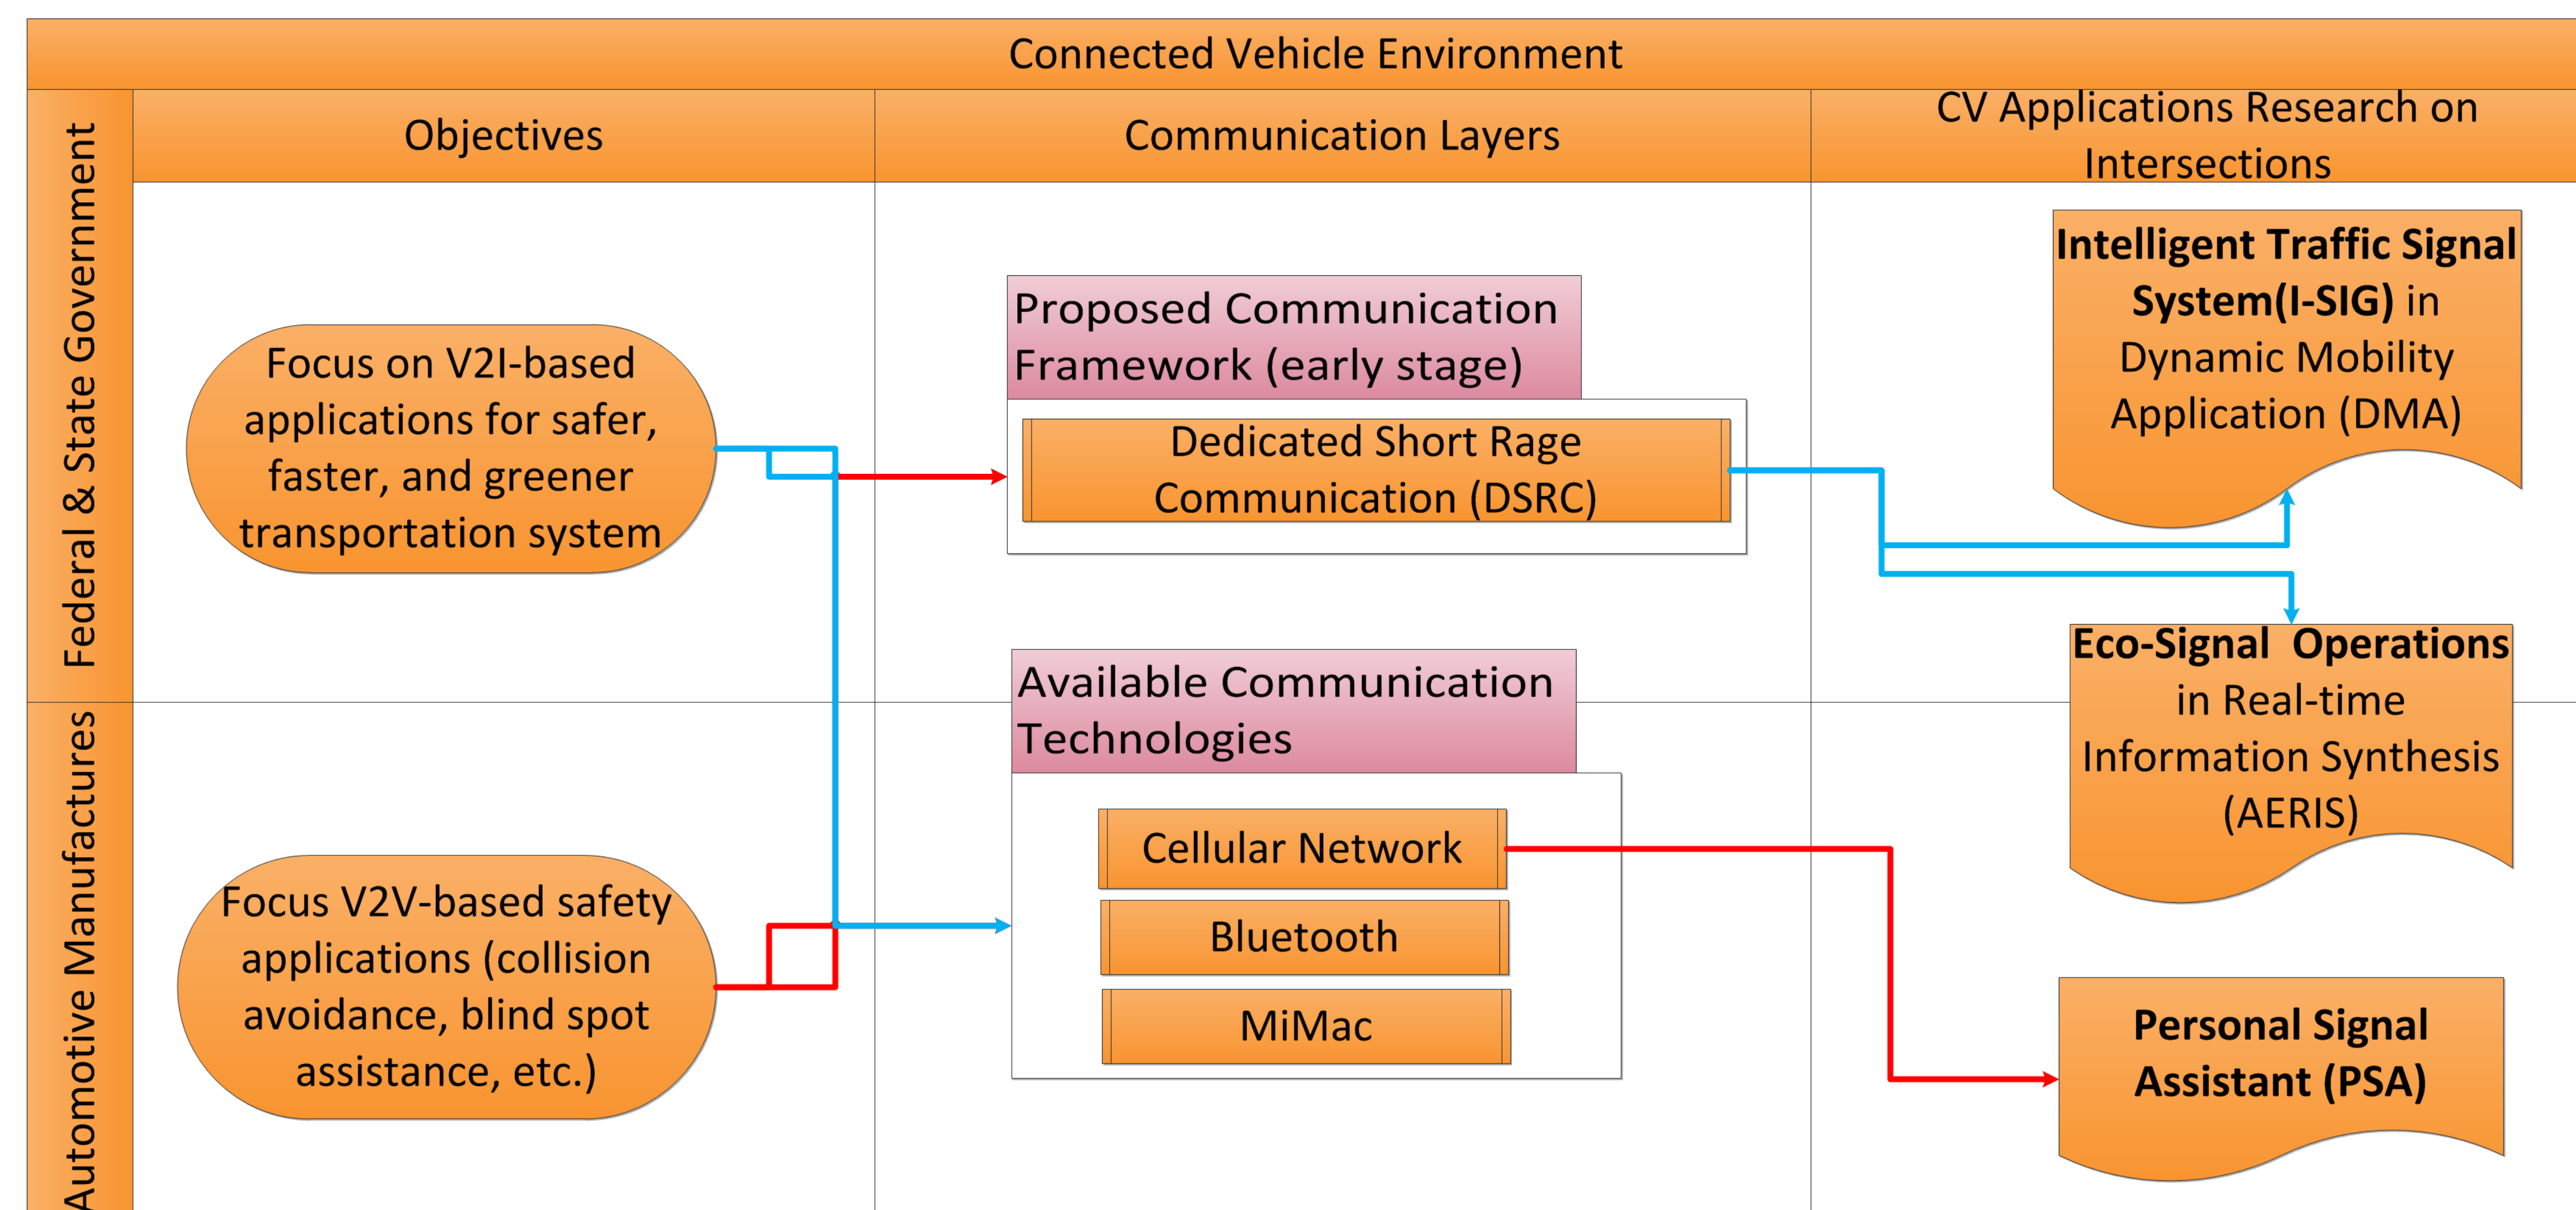 Connected Vehicle Environment
Federal & State Government
Objectives
Communication Layers
CV Applications Research on
Intersections
Focus on V2I-based
applications for safer,
faster, and greener
transportation system
Proposed Communication
Framework (early stage)
Dedicated Short Rage
Communication (DSRC)
Intelligent Traffic Signal
System(I-SIG) in
Dynamic Mobility
Application (DMA)
Eco-Signal Operations
in Real-time
Information Synthesis
(AERIS)
Automotive Manufactures
Focus V2V-based safety
applications (collision
avoidance, blind spot
assistance, etc.)
Available Communication
Technologies
Cellular Network
Bluetooth
MiMac
Personal Signal
Assistant (PSA)